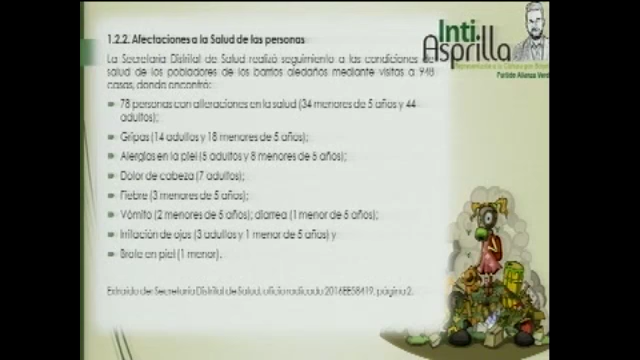 Inti
Asprilla
Partido Alianza Verde
1.2.2. Afectaciones a la Salud de las personas
La Secretaría Distrital de Salud realizó seguimiento a las condiciones de
salud de los pobladores de los barrios aledaños mediante visitas a 948
casas, donde encontró:
78 personas con alteraciones en la salud (34 menores de 5 años y 44
adultos);
Gripas (14 adultos y 18 menores de 5 años);
Alergias en la piel (5 adultos y 8 menores de 5 años);
Dolor de cabeza (7 adultos);
Fiebre (3 menores de 5 años);
Vómito (2 menores de 5 años); diarrea (1 menor de 5 años);
Irritación de ojos (3 adultos y 1 menor de 5 años) y
Brote en piel (1 menor).
Extraído de: Secretaría Distrital de Salud, oficio radicado 2016EE58419, página 2.